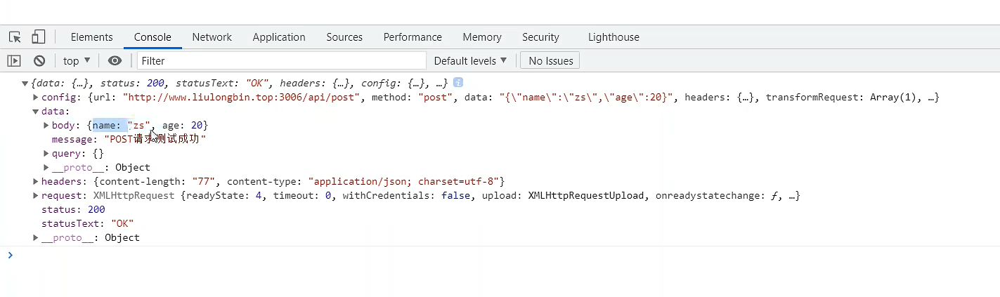 Elements Console Network Application Sources Performance Memory Security Lighthouse
top ▼ Filter Default levels ▼ No Issues
▼{data: {…}, status: 200, statusText: "OK", headers: {…}, config: {…}, …} i
▶config: {url: "http://www.liulongbin.top:3006/api/post", method: "post", data: "{\"name\":\"zs\",\"age\":20}", headers: {…}, transformRequest: Array(1), …}
▼data:
▶body: {name: "zs", age: 20}
message: "POST请求测试成功"
▶query: {}
▶__proto__: Object
▶headers: {content-length: "77", content-type: "application/json; charset=utf-8"}
▶request: XMLHttpRequest {readyState: 4, timeout: 0, withCredentials: false, upload: XMLHttpRequestUpload, onreadystatechange: ƒ, …}
status: 200
statusText: "OK"
▶__proto__: Object